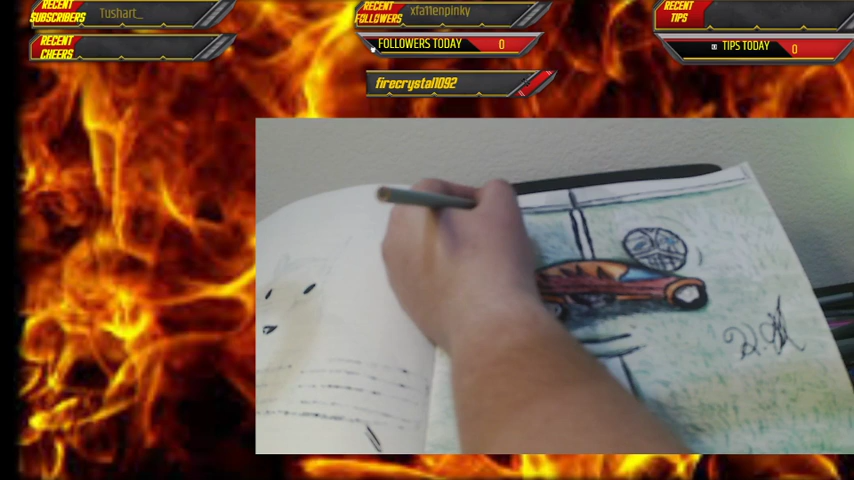 RECENT SUBSCRIBERS Tushart_
RECENT FOLLOWERS xfa11enpinky
RECENT TIPS
RECENT CHEERS
FOLLOWERS TODAY 0
TIPS TODAY 0
firecrystal1092